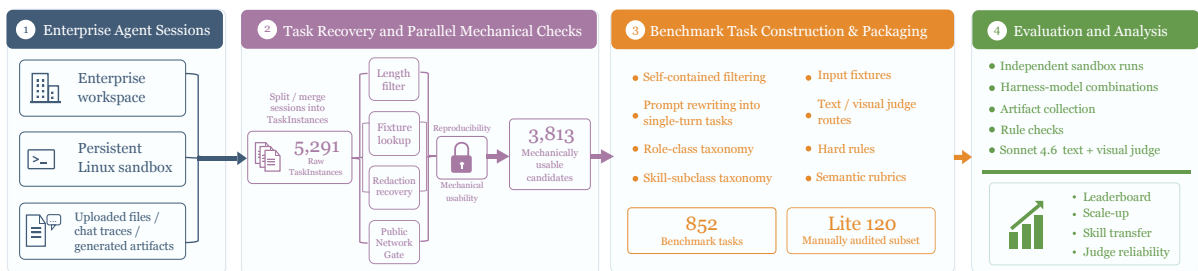 1 Enterprise Agent Sessions
Enterprise
workspace
Persistent
Linux sandbox
Uploaded files /
chat traces /
generated artifacts
2 Task Recovery and Parallel Mechanical Checks
Split / merge
sessions into
TaskInstances
5,291
Raw
TaskInstances
Length
filter
Fixture
lookup
Redaction
recovery
Public
Network
Gate
Reproducibility
Mechanical
usability
3,813
Mechanically
usable
candidates
3 Benchmark Task Construction & Packaging
• Self-contained filtering
• Prompt rewriting into
single-turn tasks
• Role-class taxonomy
• Skill-subclass taxonomy
• Input fixtures
• Text / visual judge
routes
• Hard rules
• Semantic rubrics
852
Benchmark tasks
Lite 120
Manually audited subset
4 Evaluation and Analysis
• Independent sandbox runs
• Harness-model combinations
• Artifact collection
• Rule checks
• Sonnet 4.6 text + visual judge
• Leaderboard
• Scale-up
• Skill transfer
• Judge reliability